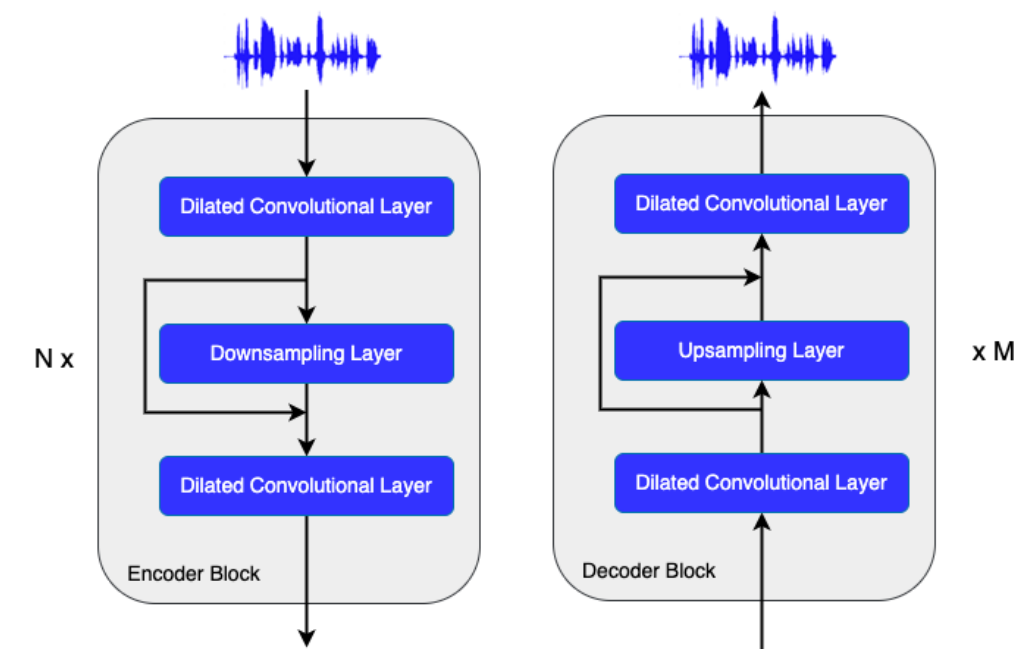 Dilated Convolutional Layer
N x
Downsampling Layer
Dilated Convolutional Layer
Encoder Block
Dilated Convolutional Layer
Upsampling Layer
x M
Dilated Convolutional Layer
Decoder Block